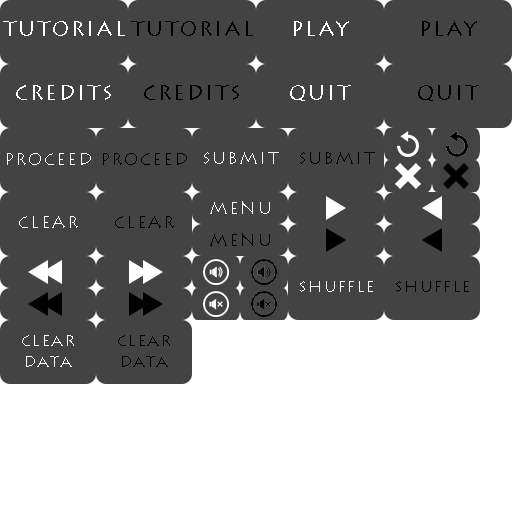 TUTORIAL TUTORIAL PLAY PLAY
CREDITS CREDITS QUIT QUIT
PROCEED PROCEED SUBMIT SUBMIT
CLEAR CLEAR MENU
MENU
SHUFFLE SHUFFLE
CLEAR CLEAR
DATA DATA